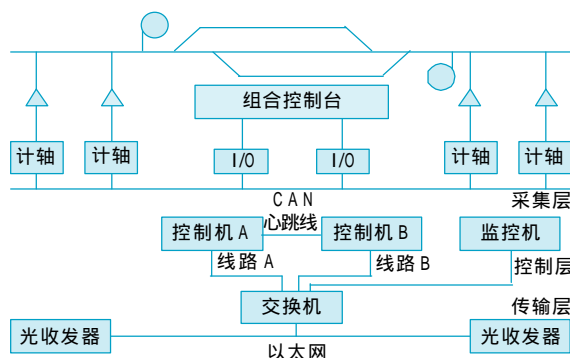 组合控制台
计轴 计轴 I/O I/O 计轴 计轴
CAN 采集层
心跳线
控制机 A 控制机 B 监控机
线路 A 线路 B 控制层
交换机 传输层
光收发器 光收发器
以太网